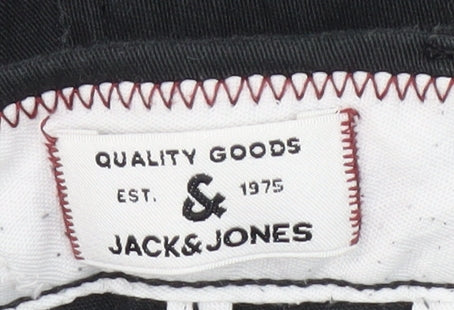 QUALITY GOODS
EST. & 1975
JACK&JONES